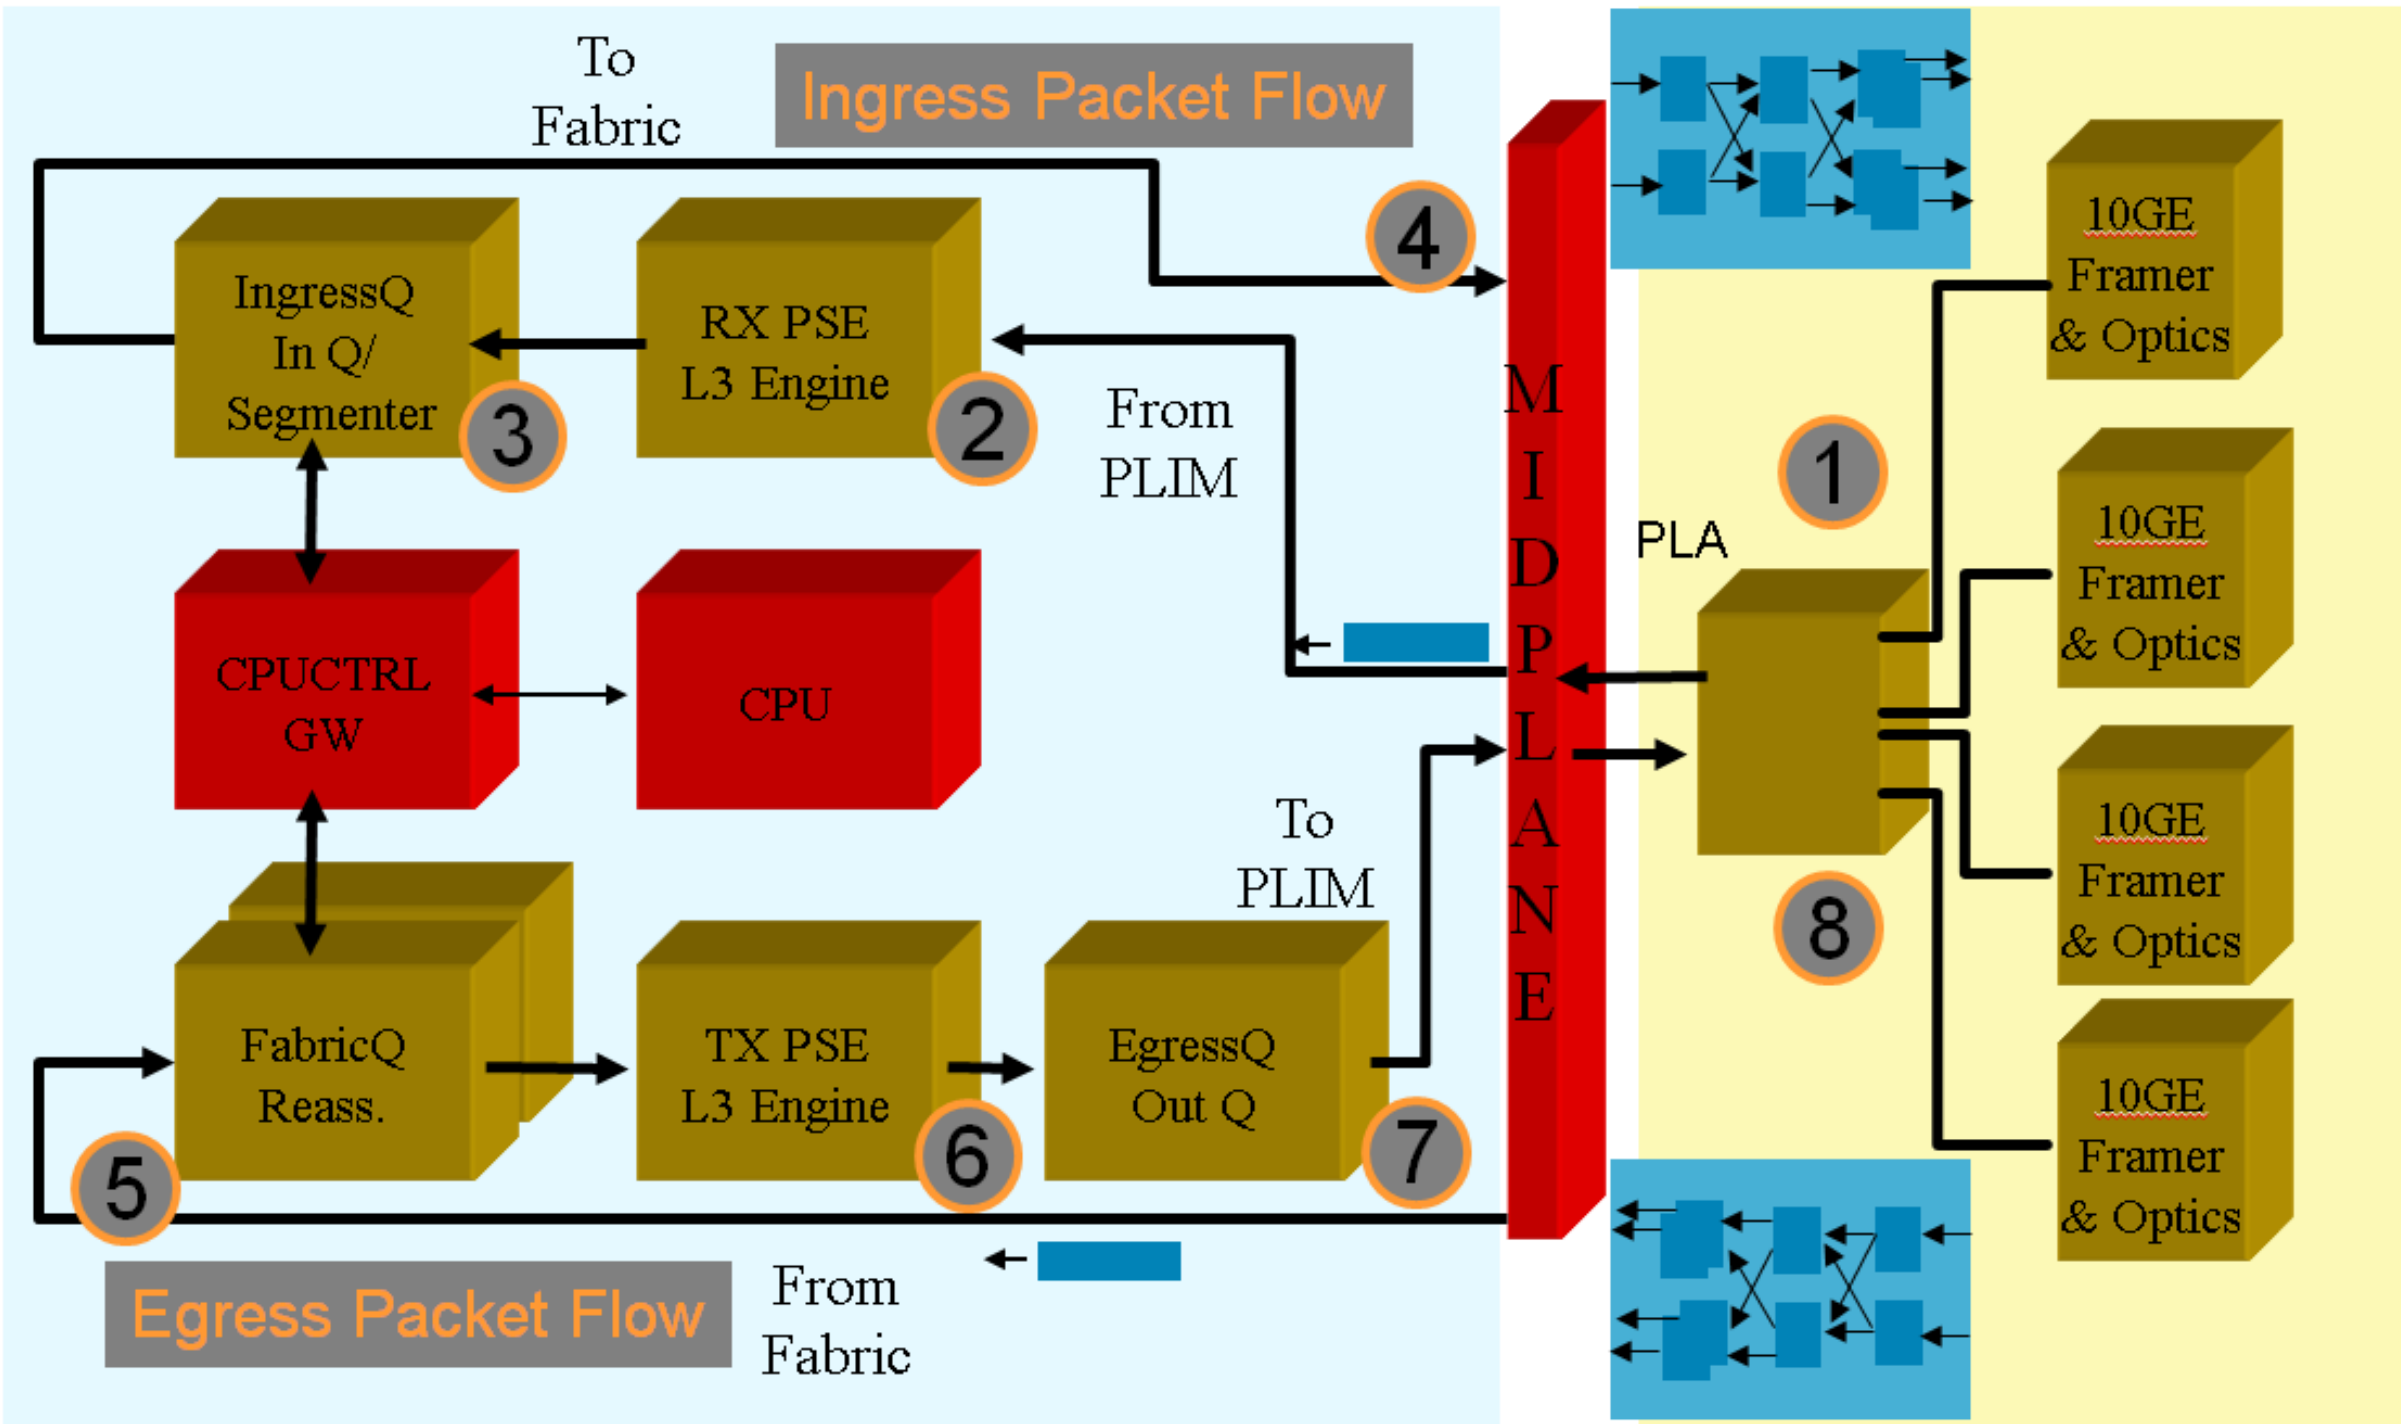 To
Fabric
Ingress Packet Flow
4
10GE
Framer
& Optics
IngressQ
In Q/
Segmenter
3
RX PSE
L3 Engine
2
From
PLIM
MIDPLANE
1
PLA
10GE
Framer
& Optics
CPUCTRL
GW
CPU
To
PLIM
8
10GE
Framer
& Optics
FabricQ
Reass.
5
TX PSE
L3 Engine
6
EgressQ
Out Q
7
10GE
Framer
& Optics
Egress Packet Flow
From
Fabric